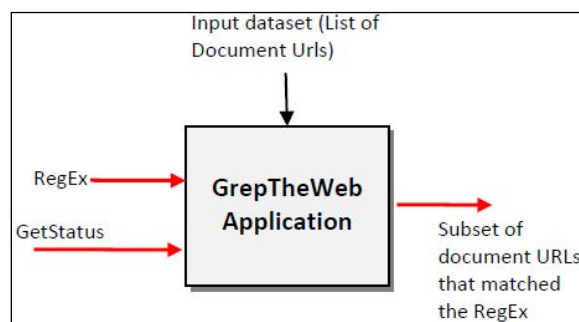 Input dataset (List of
Document Urls)
RegEx
GrepTheWeb
Application
GetStatus
Subset of
document URLs
that matched
the RegEx